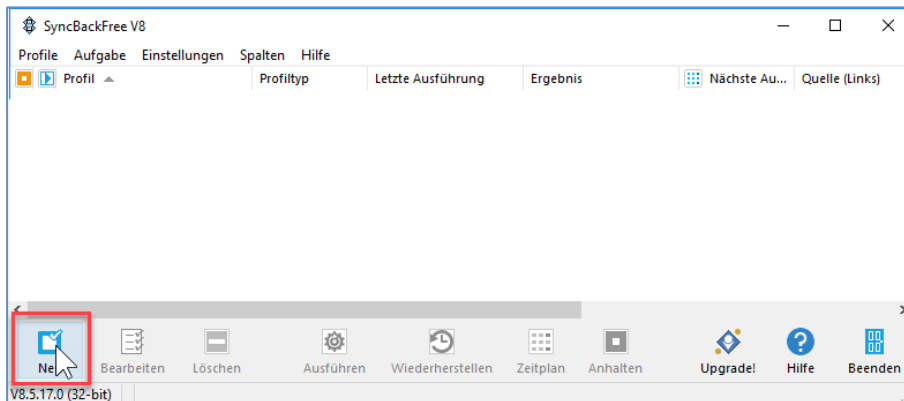 SyncBackFree V8
Profile Aufgabe Einstellungen Spalten Hilfe
Profil Profiltyp Letzte Ausführung Ergebnis Nächste Au... Quelle (Links)
Ne Bearbeiten Löschen Ausführen Wiederherstellen Zeitplan Anhalten Upgrade! Hilfe Beenden
V8.5.17.0 (32-bit)